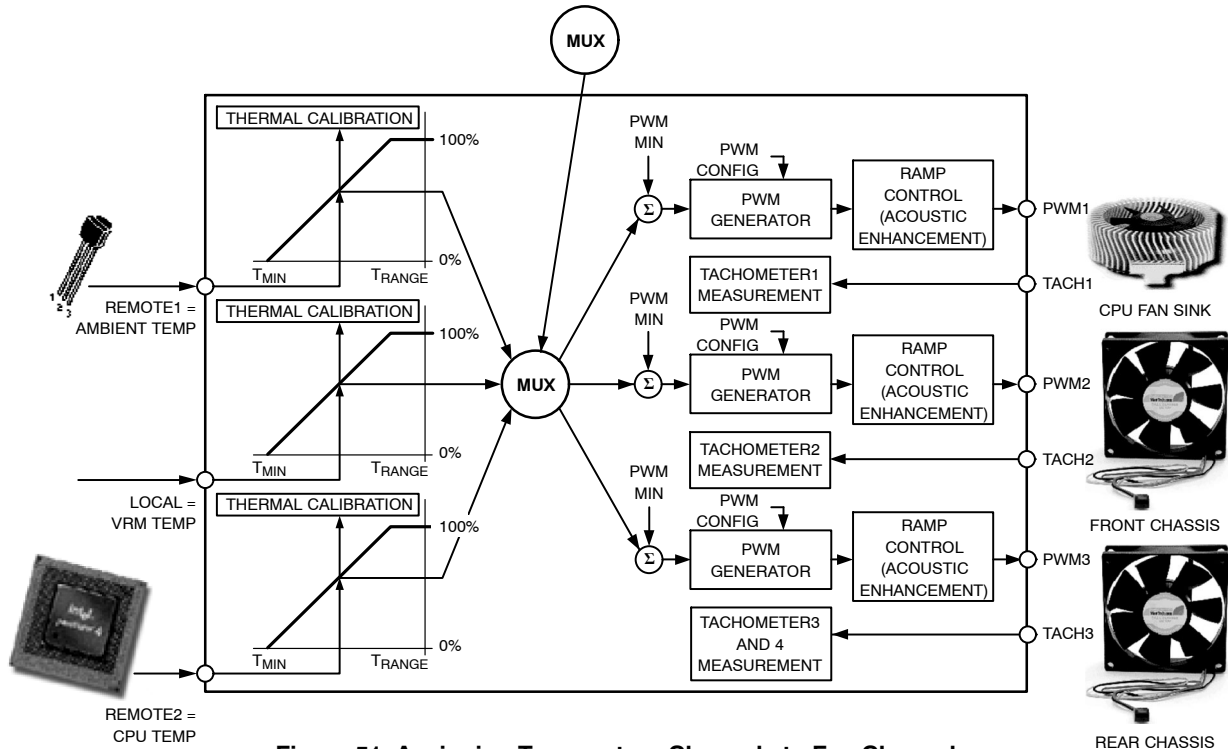 MUX
THERMAL CALIBRATION
100%
0%
TMIN
TRANGE
REMOTE1 =
AMBIENT TEMP
THERMAL CALIBRATION
100%
0%
TMIN
TRANGE
LOCAL =
VRM TEMP
THERMAL CALIBRATION
100%
0%
TMIN
TRANGE
REMOTE2 =
CPU TEMP
1
2
3
MUX
PWM
MIN
Σ
PWM
CONFIG
PWM
GENERATOR
RAMP
CONTROL
(ACOUSTIC
ENHANCEMENT)
PWM1
TACHOMETER1
MEASUREMENT
TACH1
CPU FAN SINK
PWM
MIN
Σ
PWM
CONFIG
PWM
GENERATOR
RAMP
CONTROL
(ACOUSTIC
ENHANCEMENT)
PWM2
TACHOMETER2
MEASUREMENT
TACH2
FRONT CHASSIS
PWM
MIN
Σ
PWM
CONFIG
PWM
GENERATOR
RAMP
CONTROL
(ACOUSTIC
ENHANCEMENT)
PWM3
TACHOMETER3
AND 4
MEASUREMENT
TACH3
REAR CHASSIS
intel